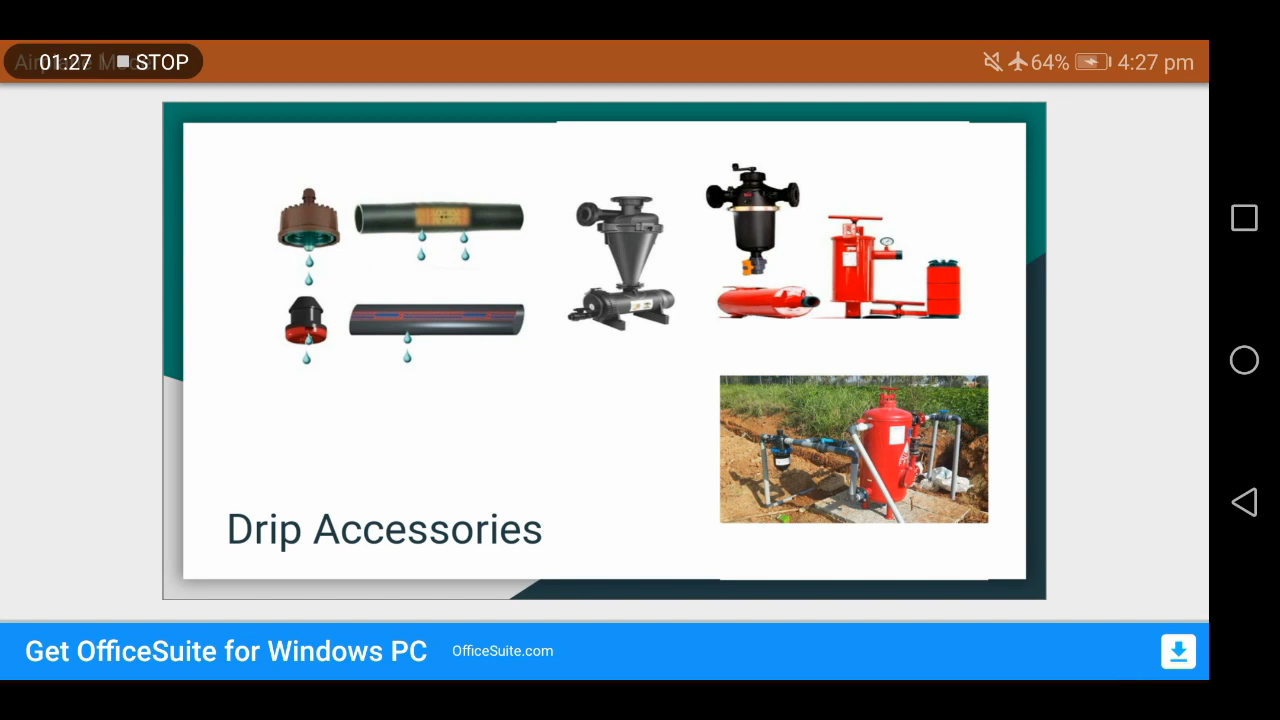 01:27 STOP
64% 4:27 pm
Drip Accessories
Get OfficeSuite for Windows PC OfficeSuite.com